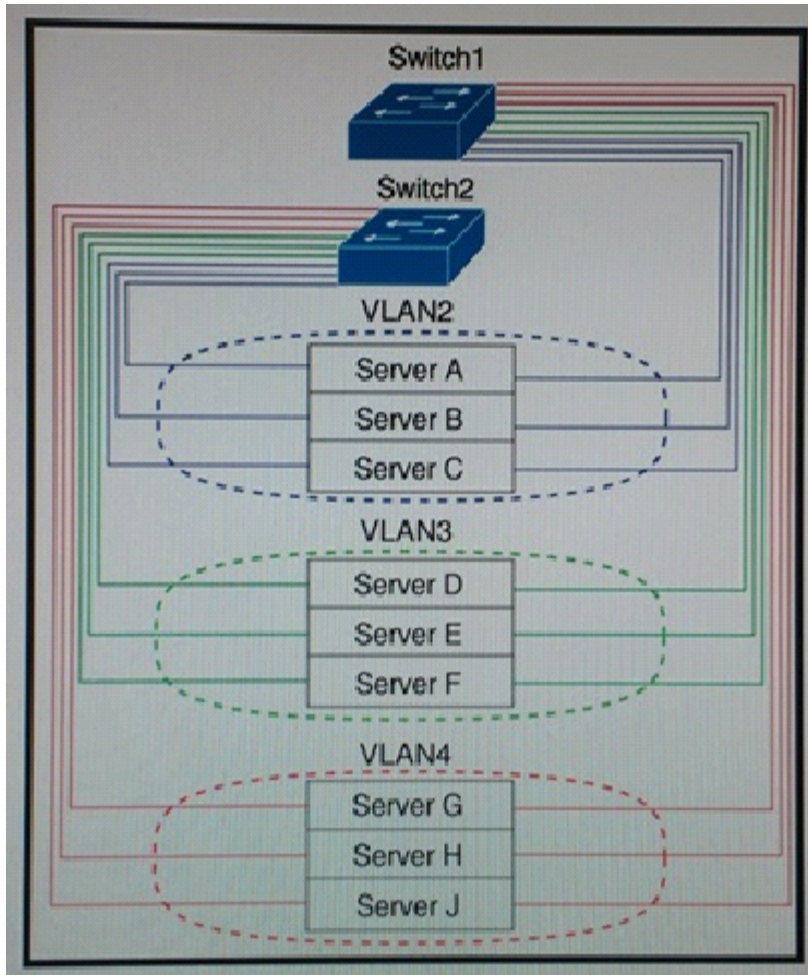 Switch1
Switch2
VLAN2
Server A
Server B
Server C
VLAN3
Server D
Server E
Server F
VLAN4
Server G
Server H
Server J